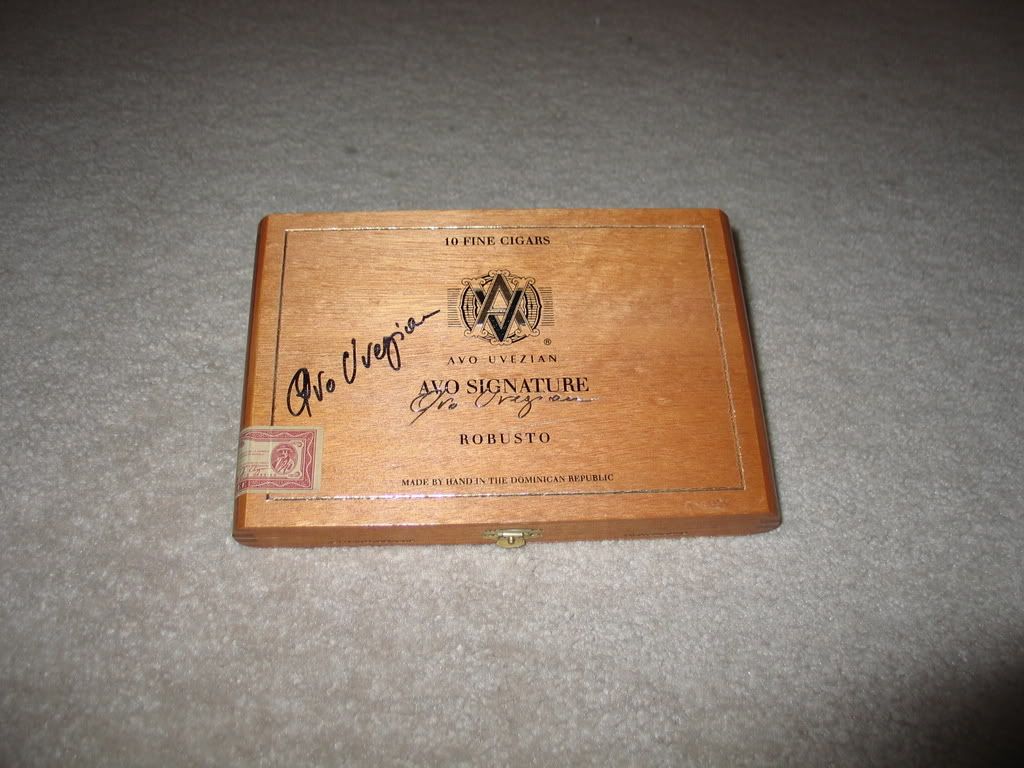 10 FINE CIGARS
AVO UVEZIAN
Avo Uvezian
AVO SIGNATURE
Avo Uvezian
ROBUSTO
MADE BY HAND IN THE DOMINICAN REPUBLIC